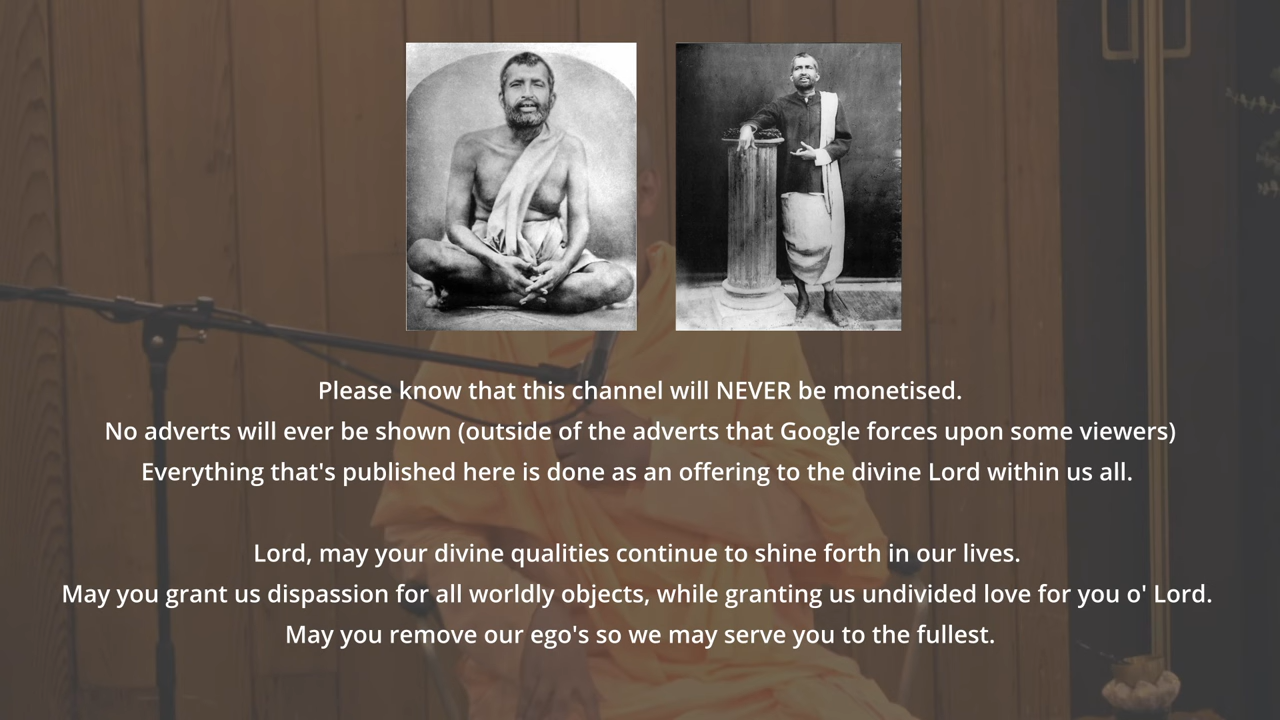 Please know that this channel will NEVER be monetised.
No adverts will ever be shown (outside of the adverts that Google forces upon some viewers)
Everything that's published here is done as an offering to the divine Lord within us all.
Lord, may your divine qualities continue to shine forth in our lives.
May you grant us dispassion for all worldly objects, while granting us undivided love for you o' Lord.
May you remove our ego's so we may serve you to the fullest.